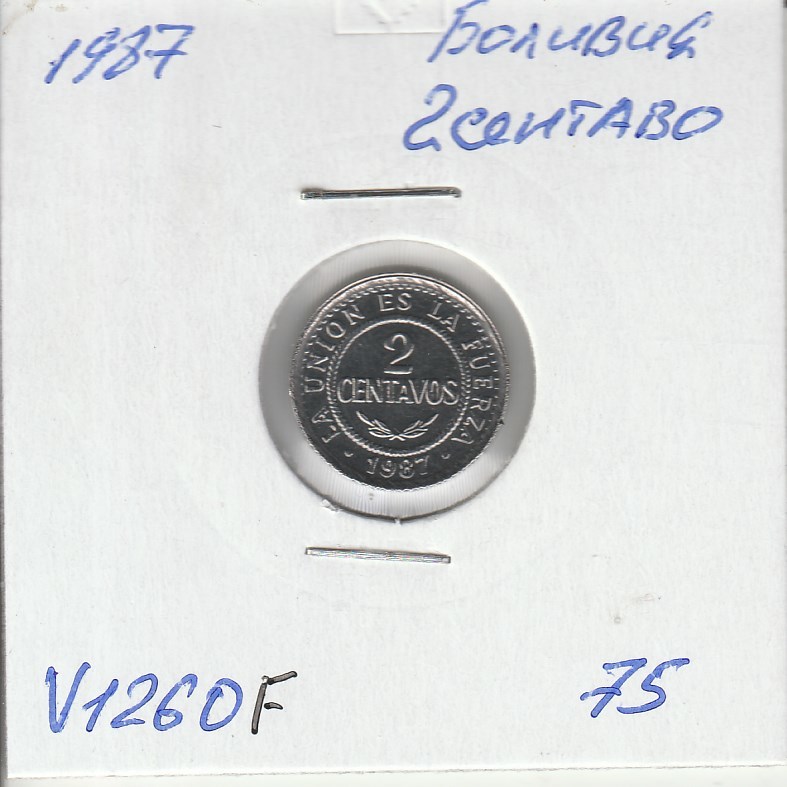 1987
Боливия
2 сентаво
LA UNION ES LA FUERZA
2
CENTAVOS
1987
V1260F
75